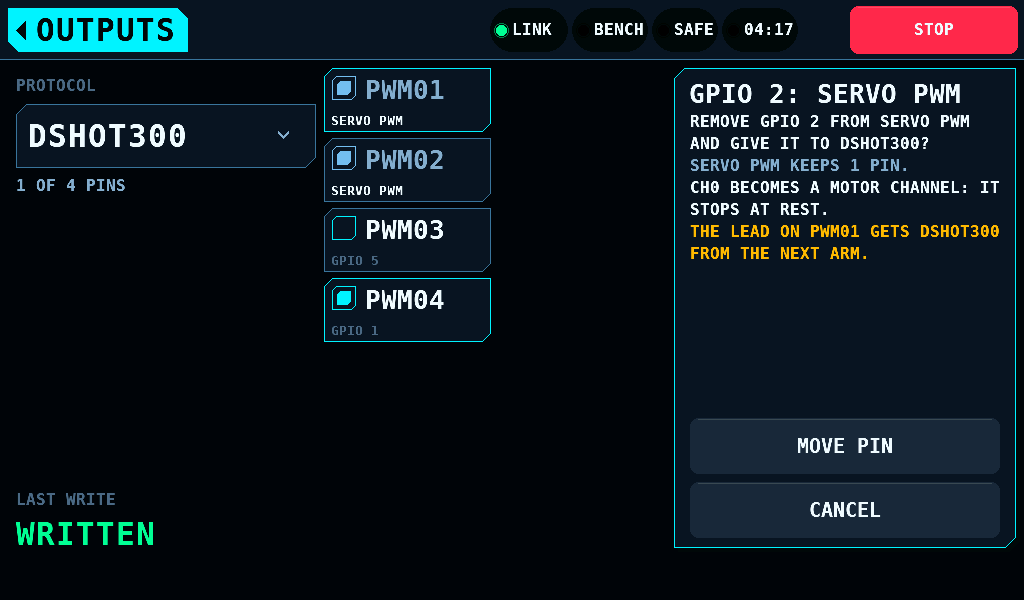 OUTPUTS
LINK
BENCH
SAFE
04:17
STOP
PROTOCOL
DSHOT300
1 OF 4 PINS
PWM01
SERVO PWM
PWM02
SERVO PWM
PWM03
GPIO 5
PWM04
GPIO 1
GPIO 2: SERVO PWM
REMOVE GPIO 2 FROM SERVO PWM
AND GIVE IT TO DSHOT300?
SERVO PWM KEEPS 1 PIN.
CH0 BECOMES A MOTOR CHANNEL: IT
STOPS AT REST.
THE LEAD ON PWM01 GETS DSHOT300
FROM THE NEXT ARM.
MOVE PIN
CANCEL
LAST WRITE
WRITTEN